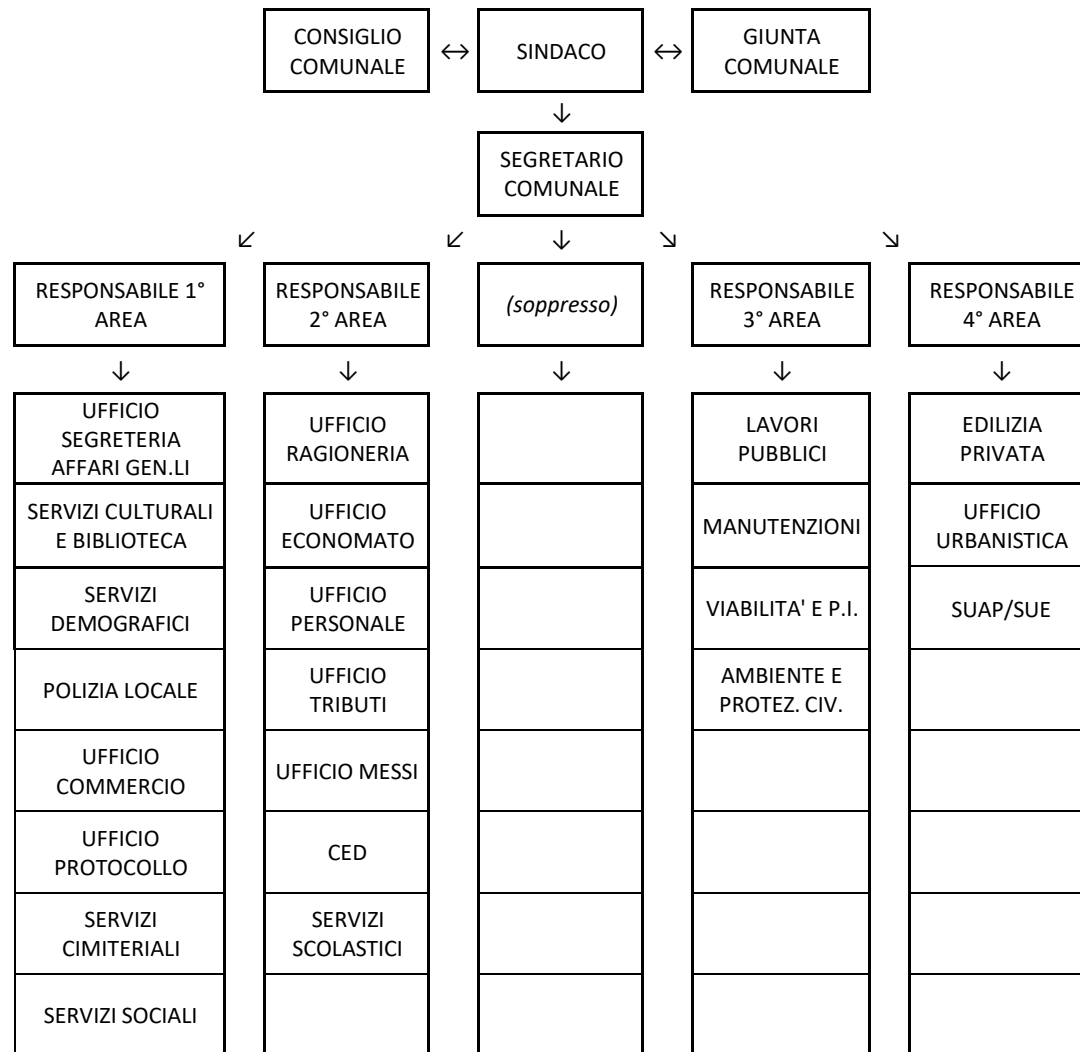 CONSIGLIO
COMUNALE
↔
SINDACO
↔
GIUNTA
COMUNALE
↓
SEGRETARIO
COMUNALE
↙ ↙ ↓ ↘ ↘
RESPONSABILE 1°
AREA
RESPONSABILE
2° AREA
(soppresso)
RESPONSABILE
3° AREA
RESPONSABILE
4° AREA
↓ ↓ ↓ ↓ ↓
UFFICIO
SEGRETERIA
AFFARI GEN.LI
UFFICIO
RAGIONERIA
LAVORI
PUBBLICI
EDILIZIA
PRIVATA
SERVIZI CULTURALI
E BIBLIOTECA
UFFICIO
ECONOMATO
MANUTENZIONI
UFFICIO
URBANISTICA
SERVIZI
DEMOGRAFICI
UFFICIO
PERSONALE
VIABILITA' E P.I.
SUAP/SUE
POLIZIA LOCALE
UFFICIO
TRIBUTI
AMBIENTE E
PROTEZ. CIV.
UFFICIO
COMMERCIO
UFFICIO MESSI
UFFICIO
PROTOCOLLO
CED
SERVIZI
CIMITERIALI
SERVIZI
SCOLASTICI
SERVIZI SOCIALI